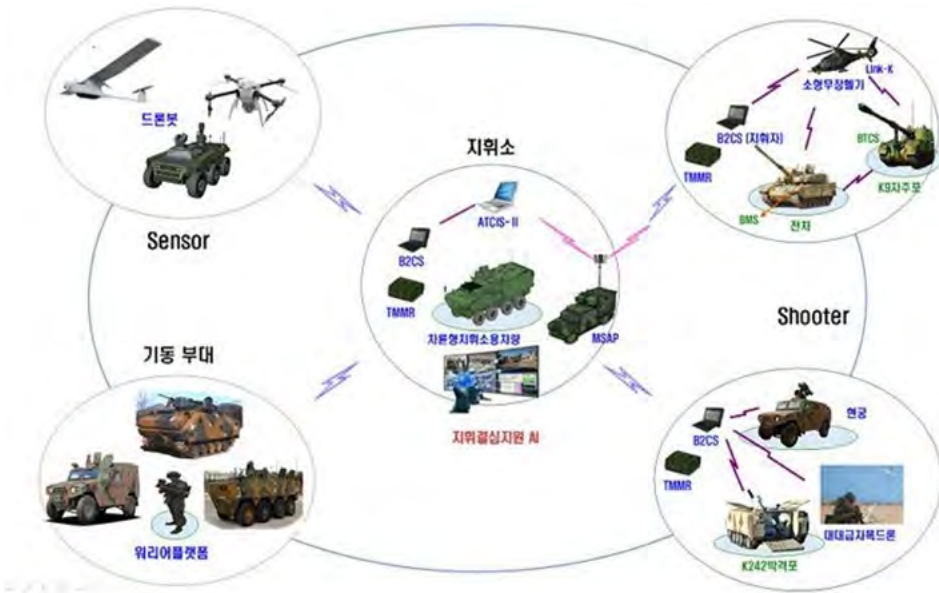 드론봇
Sensor
지휘소
ATCIS-II
B2CS
TMMR
차륜형지휘소용차량
MSAP
지휘결심지원 AI
Link-K
소형무장헬기
B2CS (지휘자)
TMMR
BTCS
K9자주포
BMS
전차
Shooter
기동 부대
워리어플랫폼
현궁
B2CS
TMMR
대대급자폭드론
K242박격포